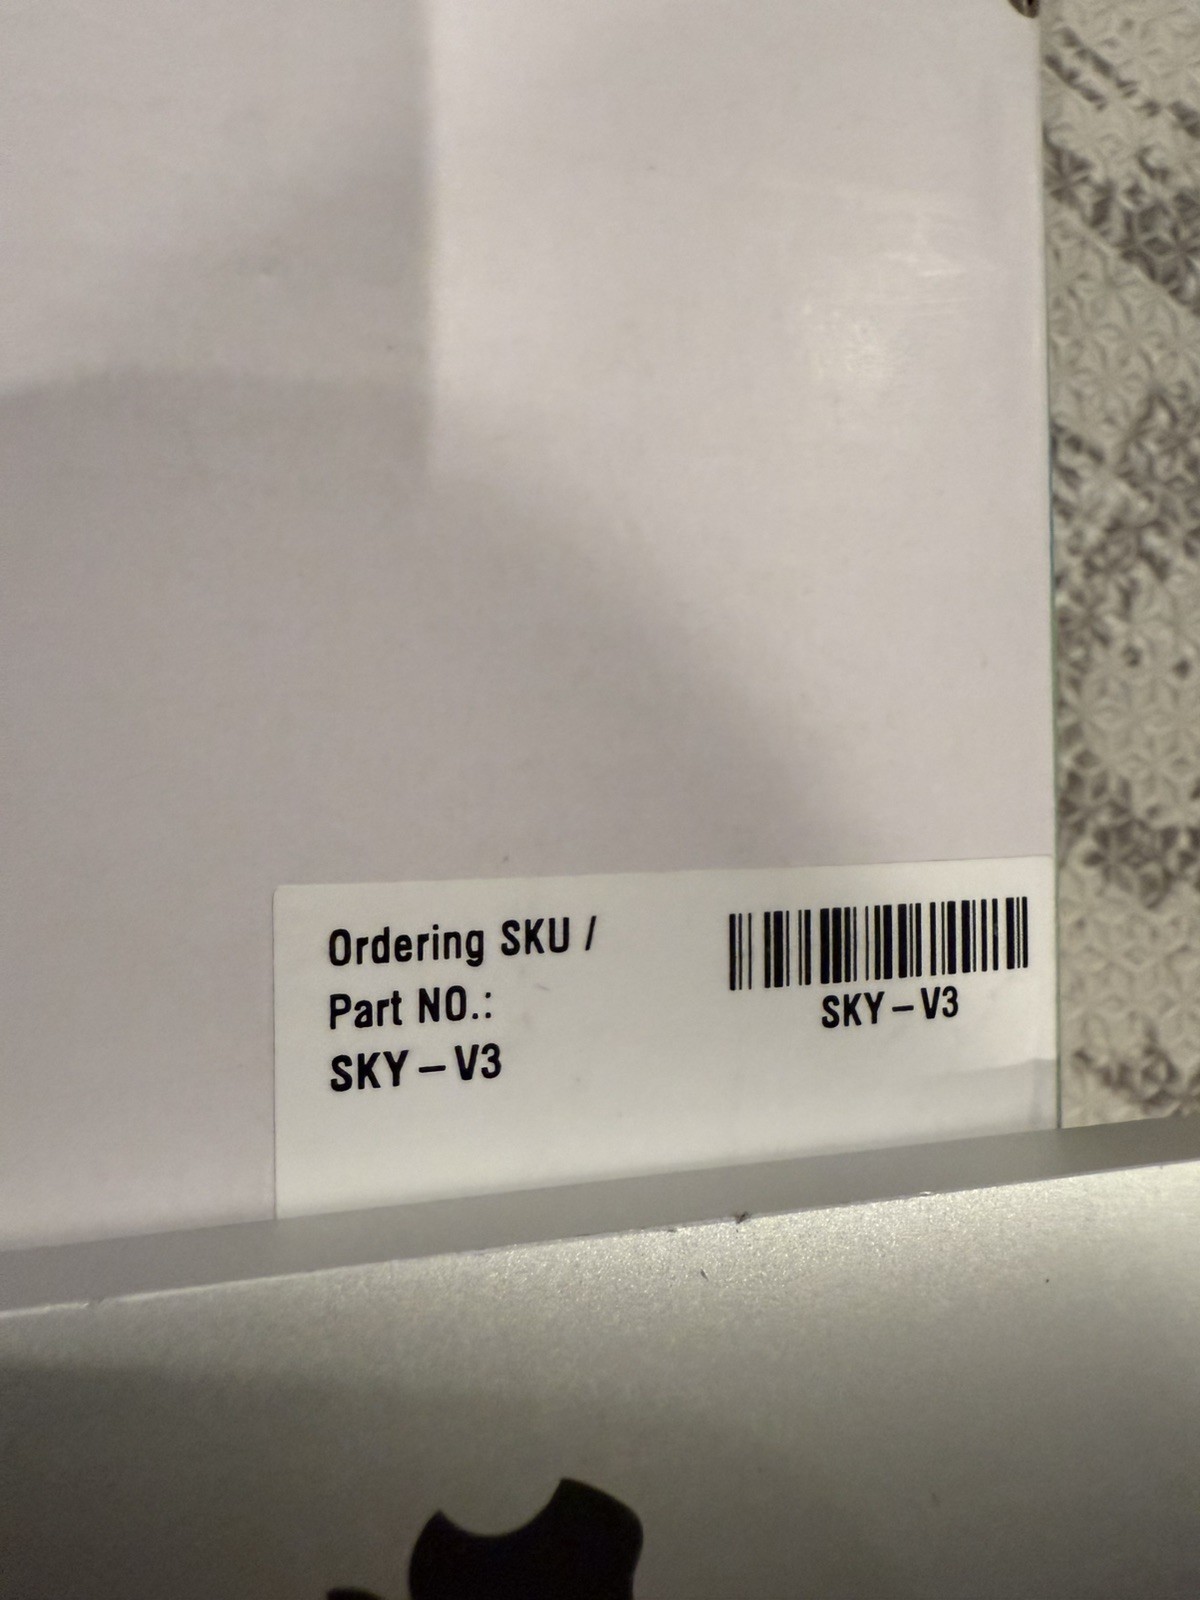 Ordering SKU /
Part NO.:
SKY-V3
SKY-V3